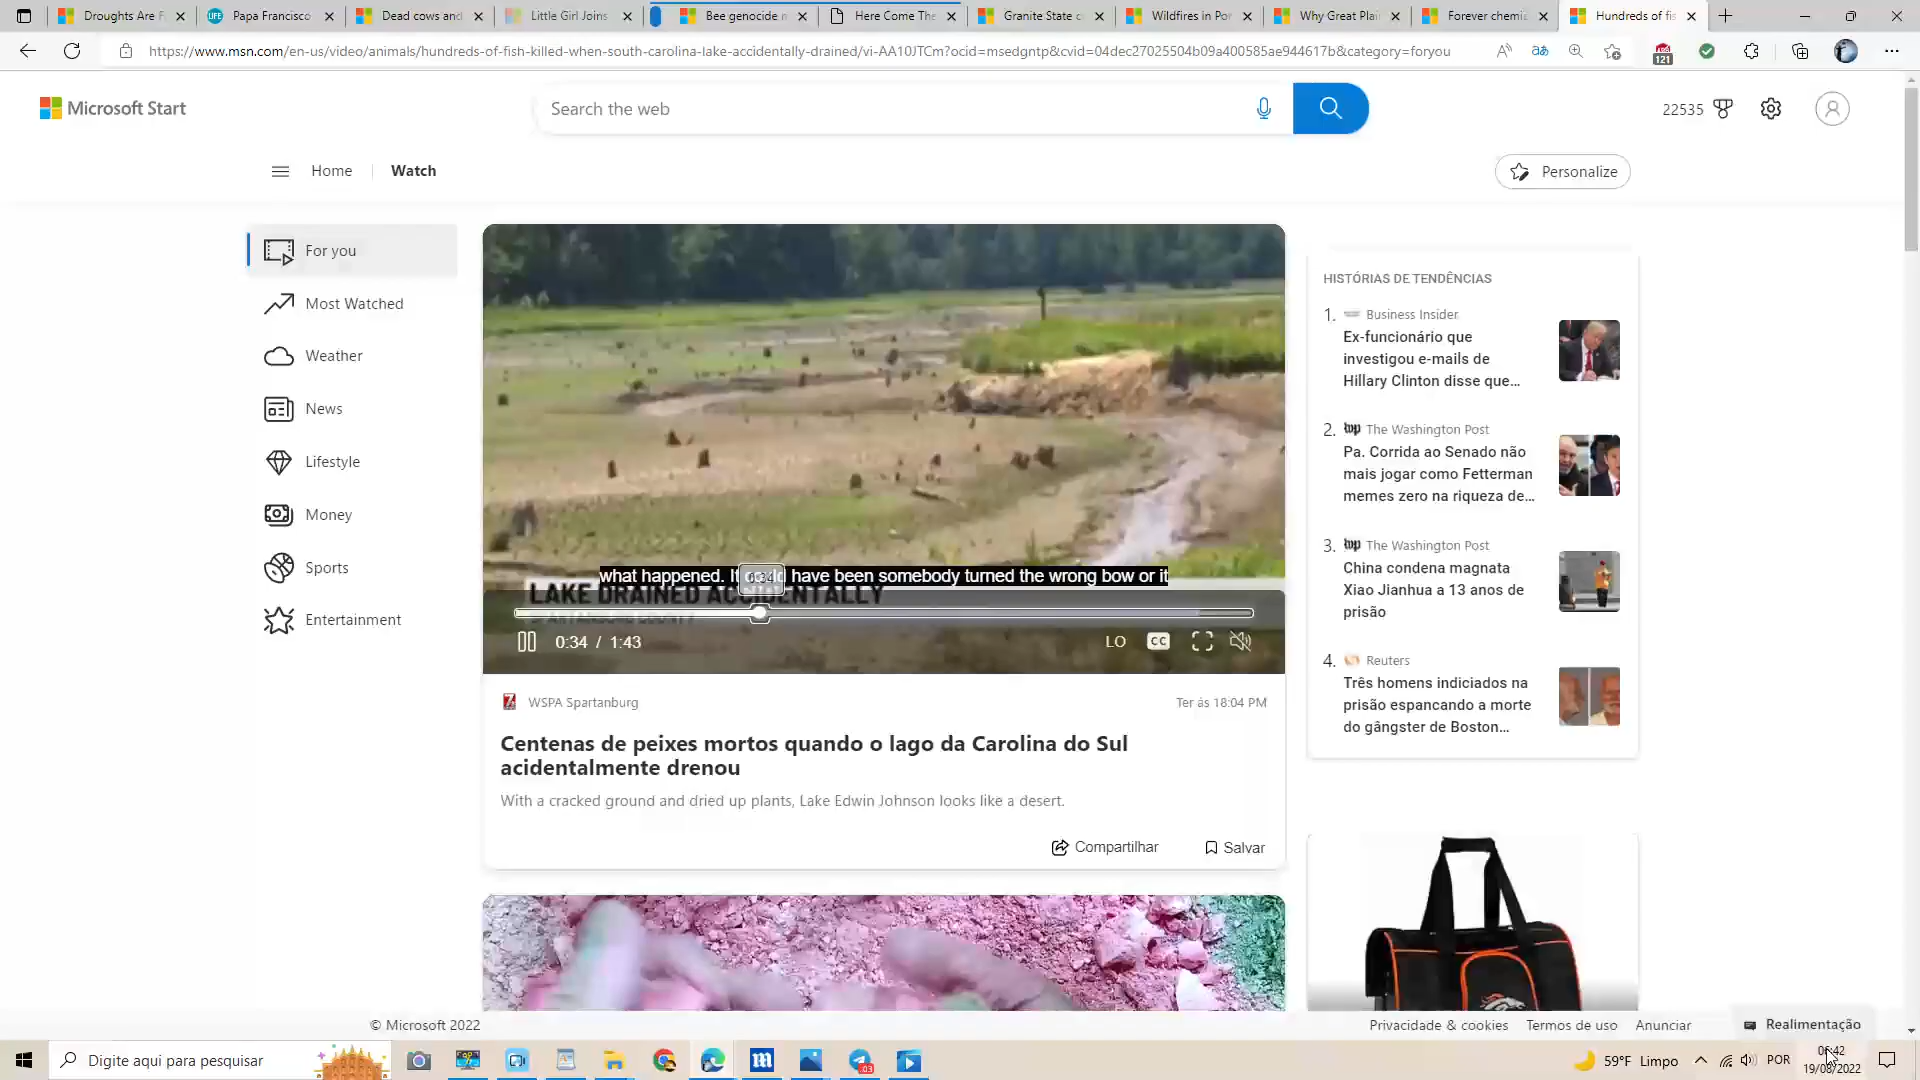 Droughts Are F
Papa Francisco
Dead cows and
Little Girl Joins
Bee genocide
Here Come The
Granite State c
Wildfires in Por
Why Great Plai
Forever chemi
Hundreds of fis
https://www.msn.com/en-us/video/animals/hundreds-of-fish-killed-when-south-carolina-lake-accidentally-drained/vi-AA10JTCm?ocid=msedgntp&cvid=04dec27025504b09a400585ae944617b&category=foryou
121
Microsoft Start
Search the web
22535
Home
Watch
Personalize
For you
Most Watched
Weather
News
Lifestyle
Money
Sports
Entertainment
what happened. It could have been somebody turned the wrong bow or it
LAKE DRAINED ACCIDENTALLY
SPARTANBURG COUNTY
0:34 / 1:43
LO
CC
WSPA Spartanburg
Ter às 18:04 PM
Centenas de peixes mortos quando o lago da Carolina do Sul
acidentalmente drenou
With a cracked ground and dried up plants, Lake Edwin Johnson looks like a desert.
Compartilhar
Salvar
HISTÓRIAS DE TENDÊNCIAS
1. Business Insider
Ex-funcionário que
investigou e-mails de
Hillary Clinton disse que...
2. wp The Washington Post
Pa. Corrida ao Senado não
mais jogar como Fetterman
memes zero na riqueza de...
3. wp The Washington Post
China condena magnata
Xiao Jianhua a 13 anos de
prisão
4. Reuters
Três homens indiciados na
prisão espancando a morte
do gângster de Boston...
© Microsoft 2022
Privacidade & cookies
Termos de uso
Anunciar
Realimentação
Digite aqui para pesquisar
59°F Limpo
POR
06:42
19/08/2022